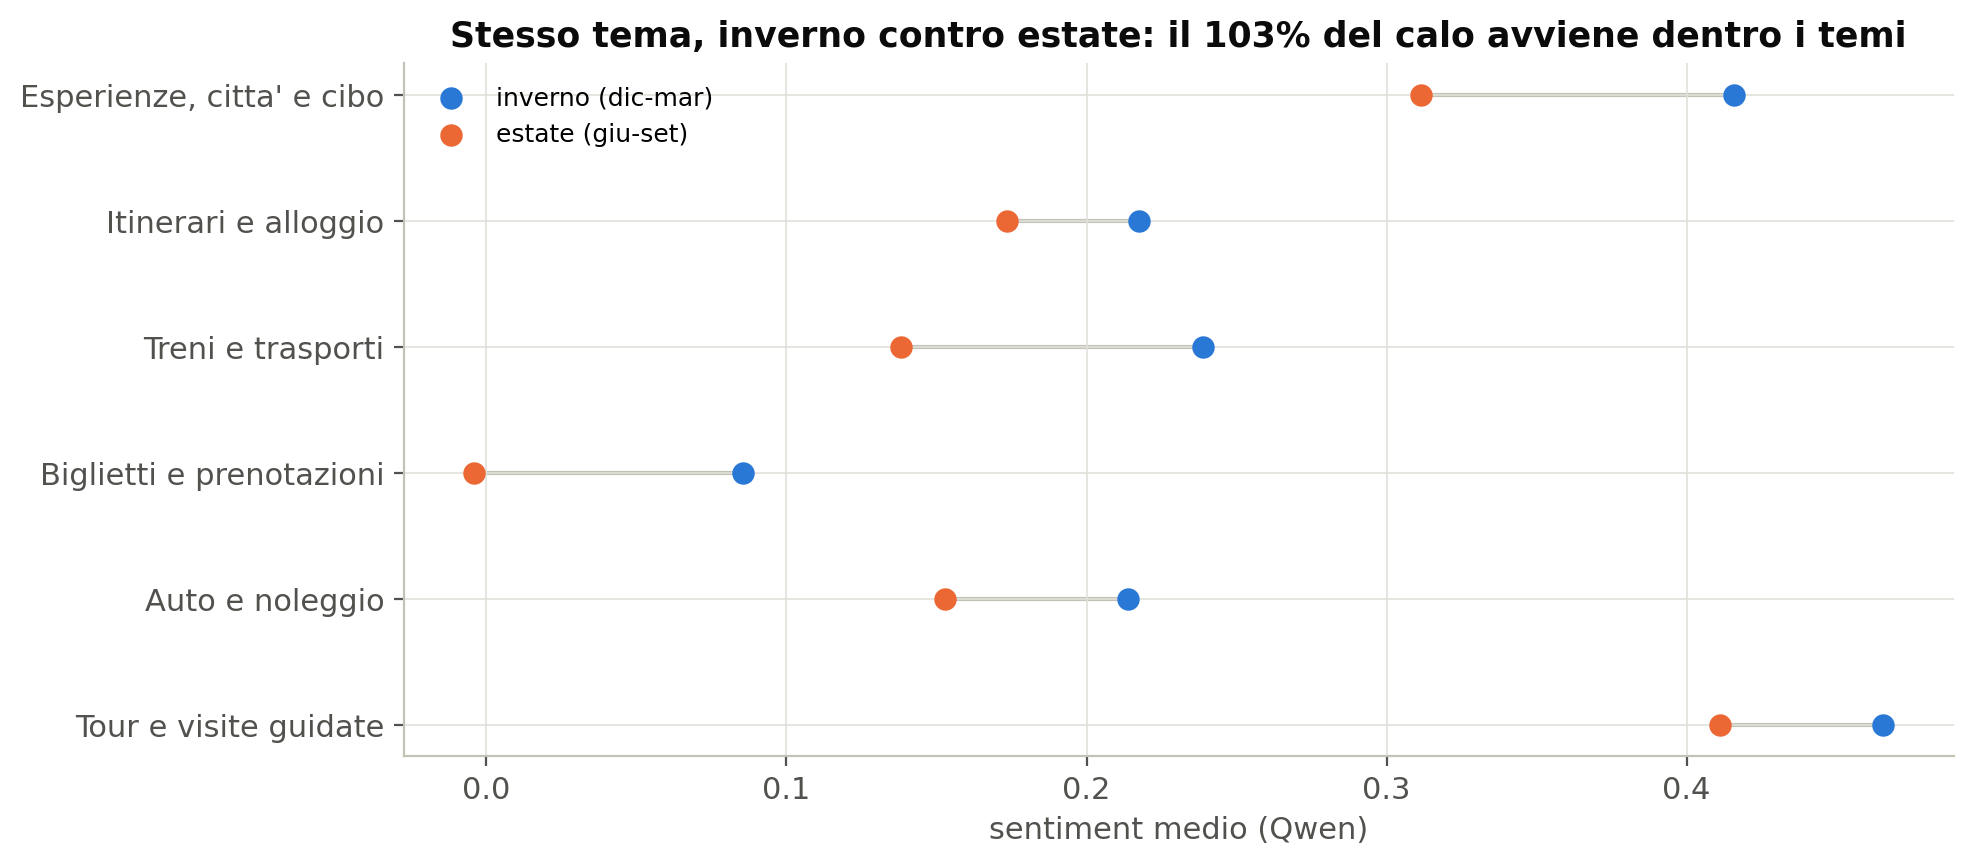 Stesso tema, inverno contro estate: il 103% del calo avviene dentro i temi
inverno (dic-mar)
estate (giu-set)
Esperienze, citta' e cibo
Itinerari e alloggio
Treni e trasporti
Biglietti e prenotazioni
Auto e noleggio
Tour e visite guidate
0.0 0.1 0.2 0.3 0.4
sentiment medio (Qwen)